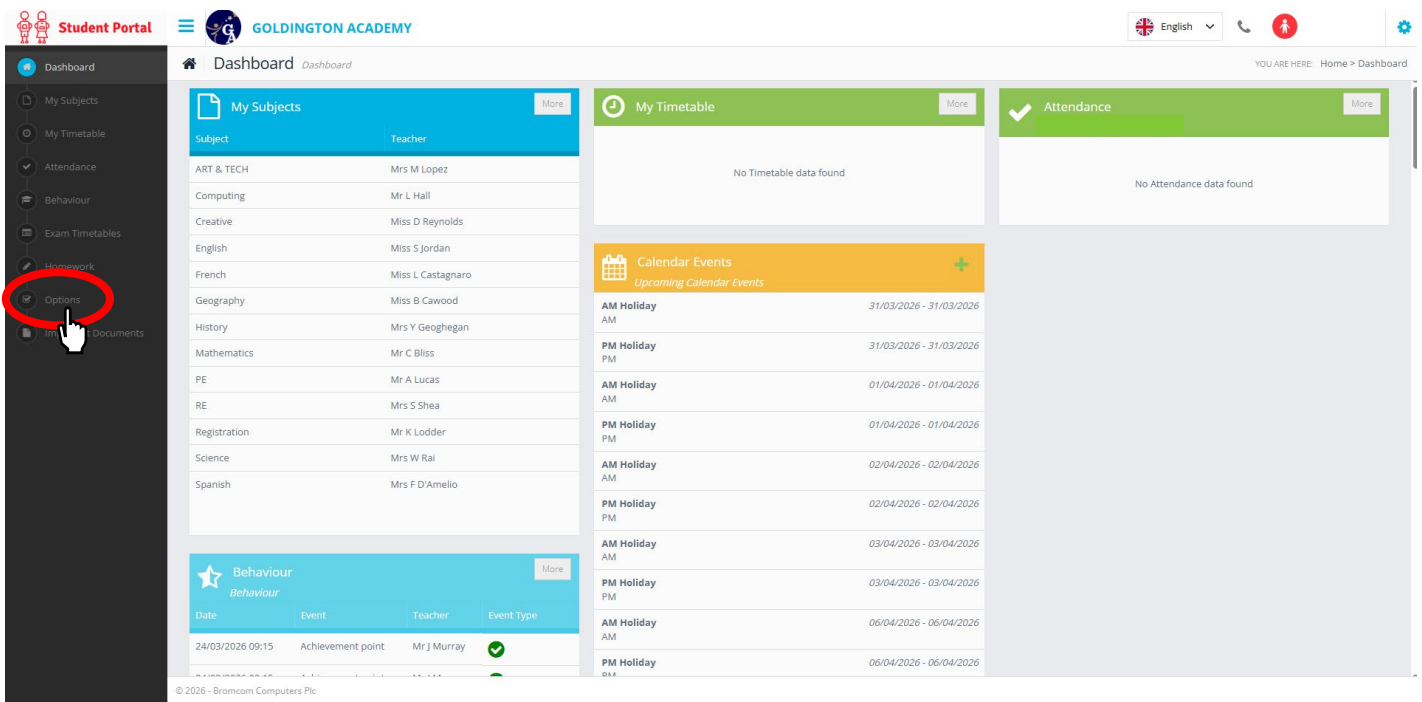 Student Portal
GOLDINGTON ACADEMY
English
Dashboard
My Subjects
My Timetable
Attendance
Behaviour
Exam Timetables
Homework
Options
Documents
Dashboard Dashboard
YOU ARE HERE: Home > Dashboard
My Subjects More
Subject Teacher
ART & TECH Mrs M Lopez
Computing Mr L Hall
Creative Miss D Reynolds
English Miss S Jordan
French Miss L Castagnaro
Geography Miss B Cawood
History Mrs Y Geoghegan
Mathematics Mr C Bliss
PE Mr A Lucas
RE Mrs S Shea
Registration Mr K Lodder
Science Mrs W Rai
Spanish Mrs F D'Amelio
Behaviour More
Behaviour
Date Event Teacher Event Type
24/03/2026 09:15 Achievement point Mr J Murray
My Timetable More
No Timetable data found
Calendar Events
Upcoming Calendar Events
AM Holiday 31/03/2026 - 31/03/2026
AM
PM Holiday 31/03/2026 - 31/03/2026
PM
AM Holiday 01/04/2026 - 01/04/2026
AM
PM Holiday 01/04/2026 - 01/04/2026
PM
AM Holiday 02/04/2026 - 02/04/2026
AM
PM Holiday 02/04/2026 - 02/04/2026
PM
AM Holiday 03/04/2026 - 03/04/2026
AM
PM Holiday 03/04/2026 - 03/04/2026
PM
AM Holiday 06/04/2026 - 06/04/2026
AM
PM Holiday 06/04/2026 - 06/04/2026
Attendance More
No Attendance data found
© 2026 - Bromcom Computers Plc